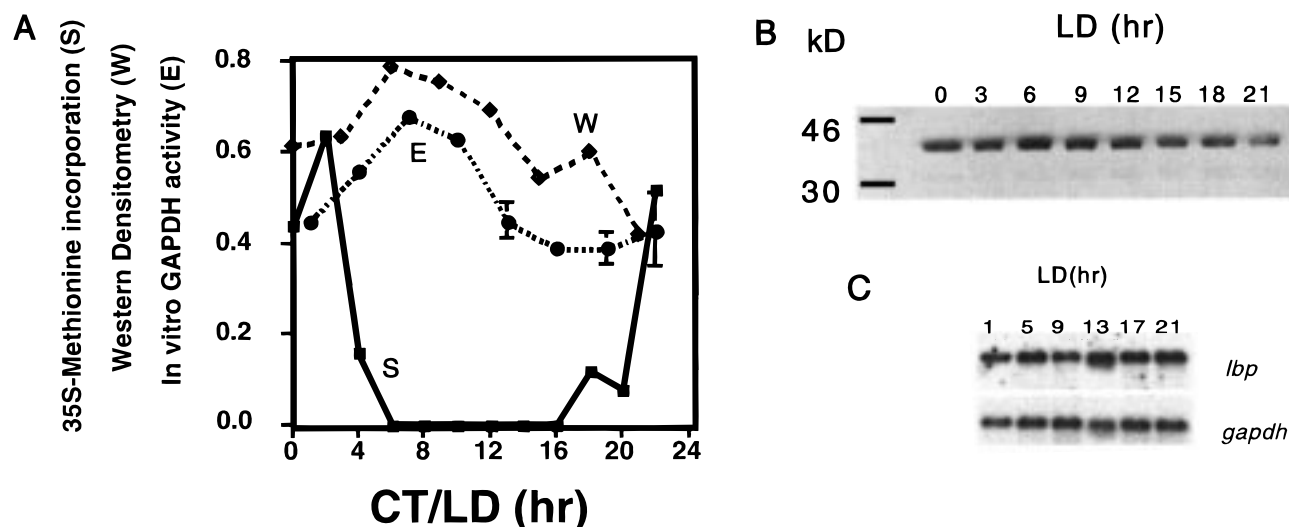 A
35S-Methionine incorporation (S)
Western Densitometry (W)
In vitro GAPDH activity (E)
0.8
0.6
0.4
0.2
0.0
W
E
S
0 4 8 12 16 20 24
CT/LD (hr)
B
kD
LD (hr)
0 3 6 9 12 15 18 21
46
30
C
LD(hr)
1 5 9 13 17 21
lbp
gapdh